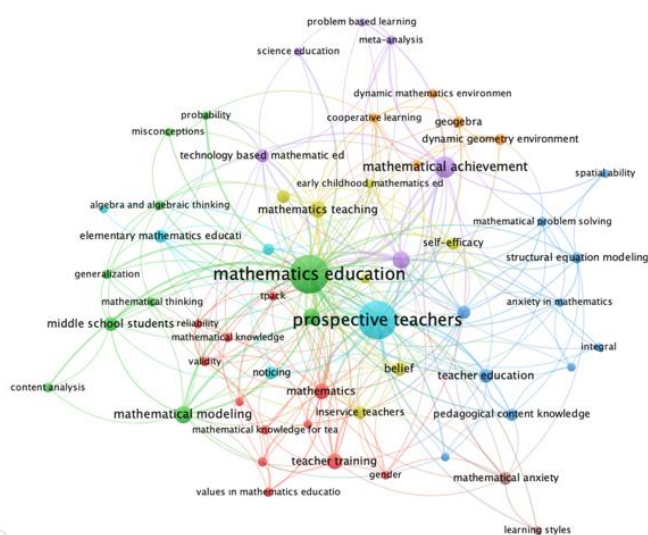 problem based learning
meta-analysis
science education
dynamic mathematics environmen
probability
cooperative learning
geogebra
misconceptions
dynamic geometry environment
technology based mathematic ed
mathematical achievement
spatial ability
early childhood mathematics ed
algebra and algebraic thinking
mathematics teaching
mathematical problem solving
elementary mathematics educati
self-efficacy
structural equation modeling
generalization
mathematics education
tpack
mathematical thinking
anxiety in mathematics
middle school students
reliability
prospective teachers
mathematical knowledge
integral
validity
noticing
belief
teacher education
content analysis
mathematics
mathematical modeling
inservice teachers
pedagogical content knowledge
mathematical knowledge for tea
teacher training
gender
mathematical anxiety
values in mathematics educatio
learning styles